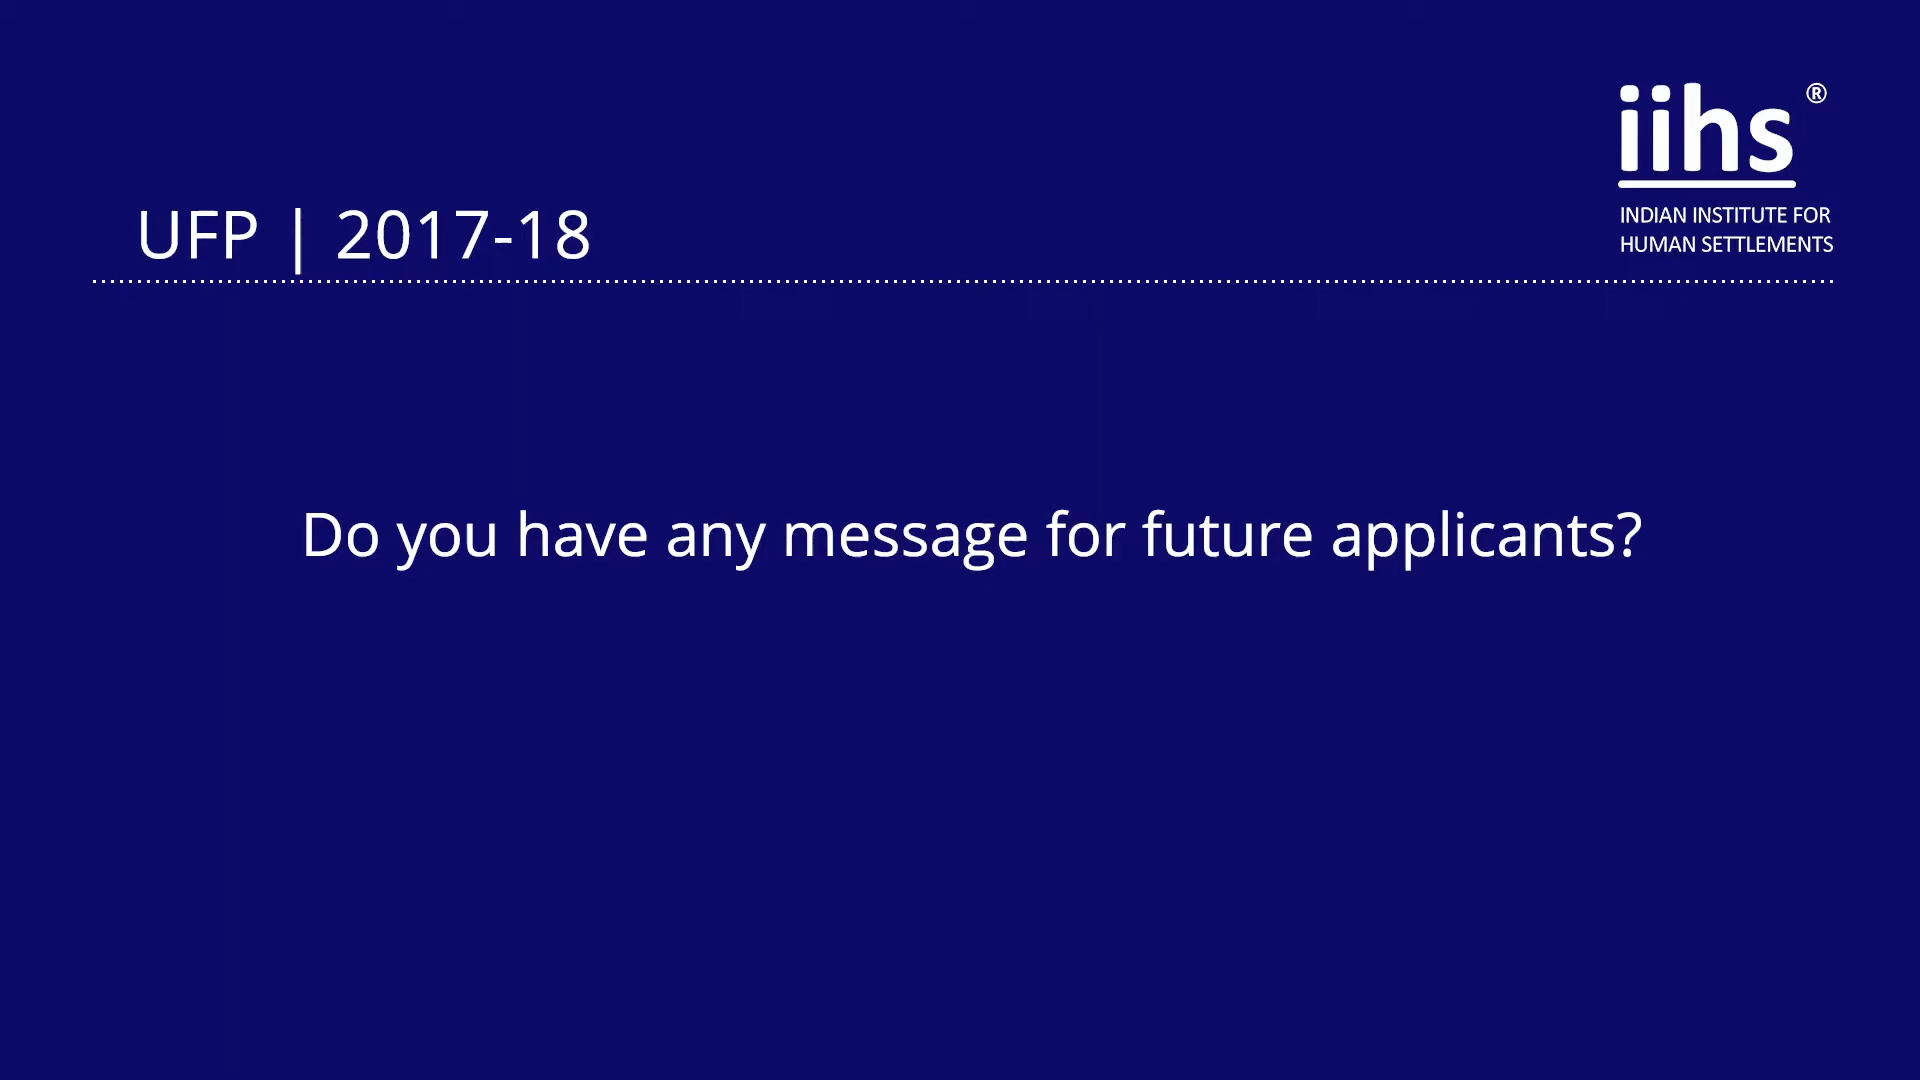 iihs®
INDIAN INSTITUTE FOR
HUMAN SETTLEMENTS
UFP | 2017-18
Do you have any message for future applicants?